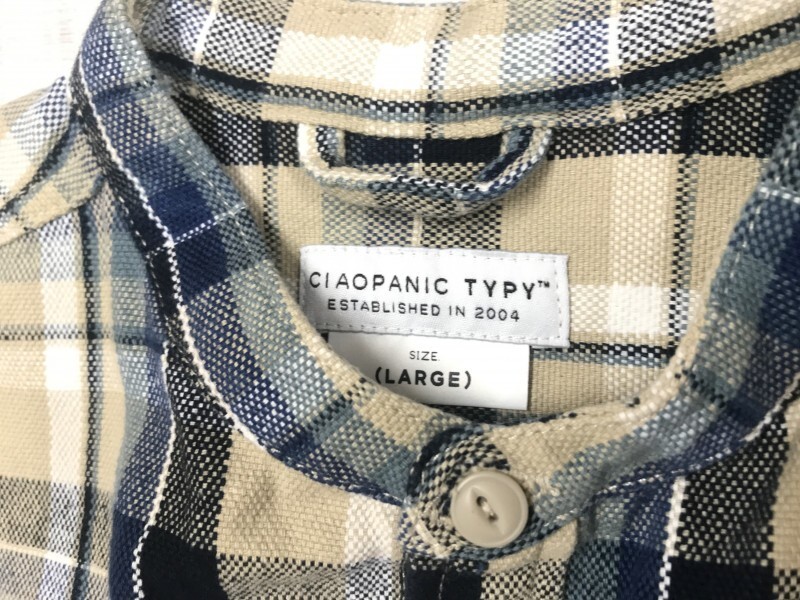 CIAOPANIC TYPY™
ESTABLISHED IN 2004
SIZE
(LARGE)